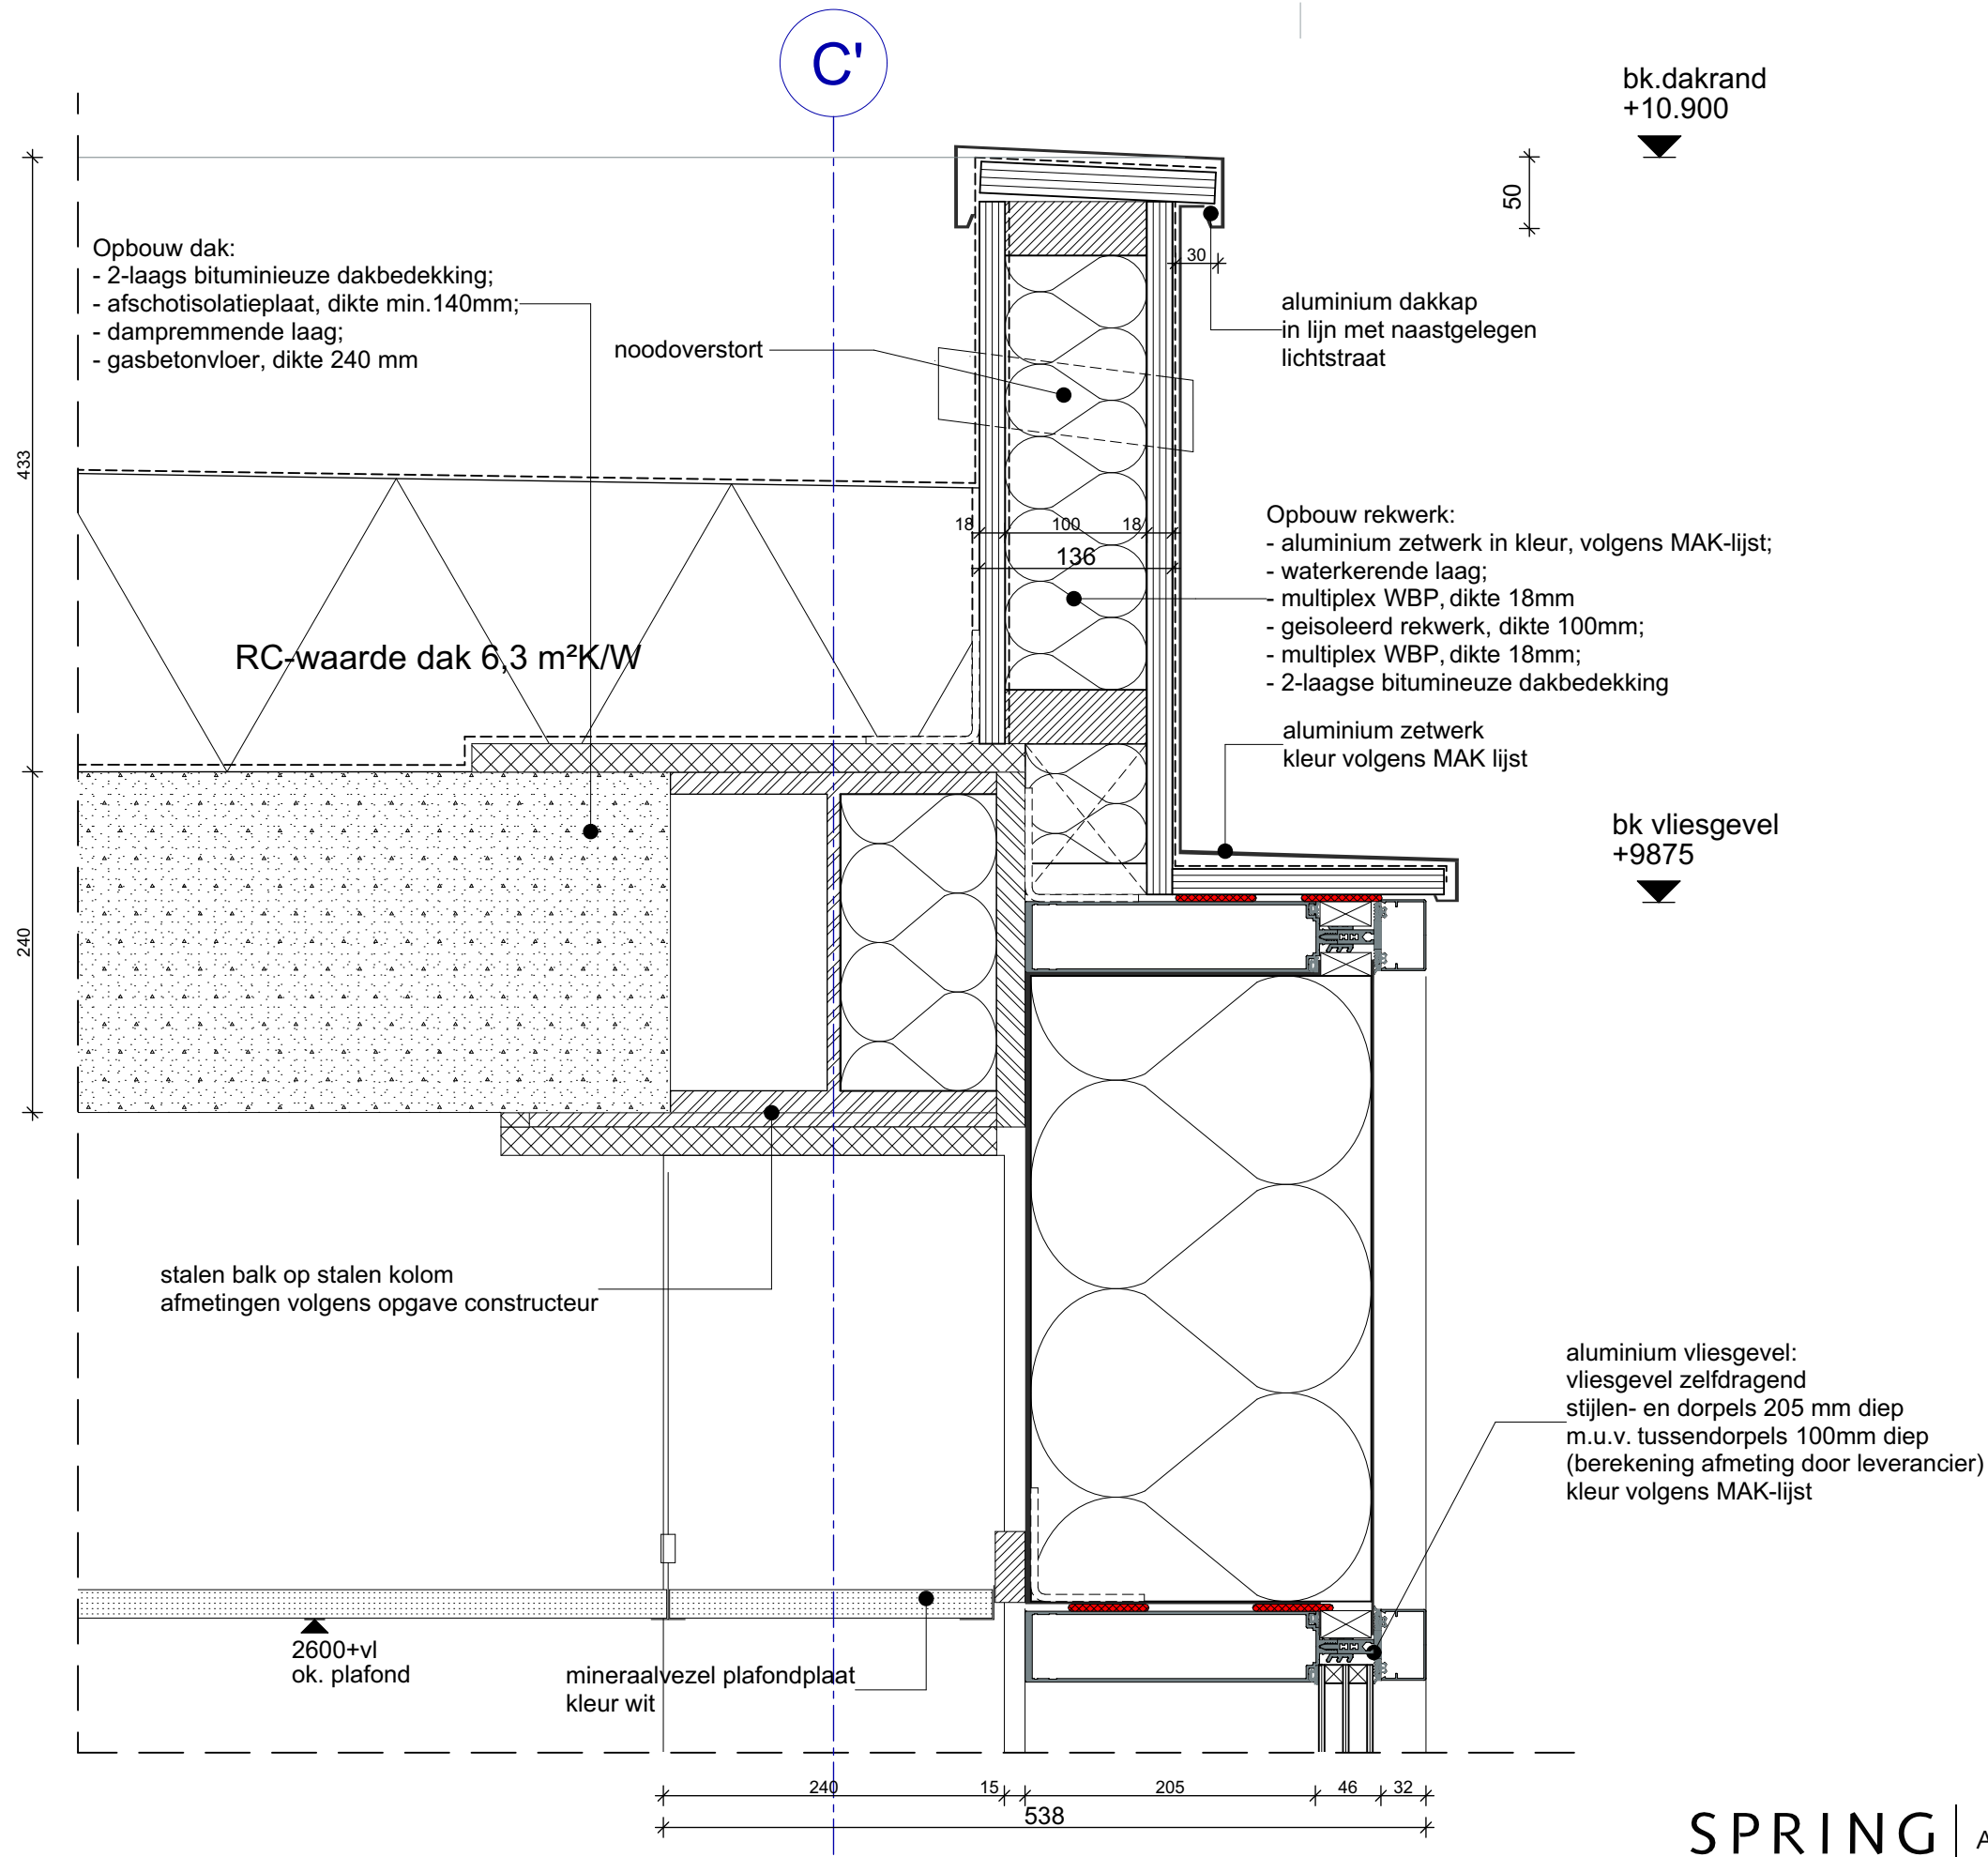 C'
bk.dakrand
+10.900
50
Opbouw dak:
- 2-laags bituminieuze dakbedekking;
- afschotisolatieplaat, dikte min.140mm;
- dampremmende laag;
- gasbetonvloer, dikte 240 mm
noodoverstort
30
aluminium dakkap
in lijn met naastgelegen
lichtstraat
433
18
100
18
136
Opbouw rekwerk:
- aluminium zetwerk in kleur, volgens MAK-lijst;
- waterkerende laag;
- multiplex WBP, dikte 18mm
- geisoleerd rekwerk, dikte 100mm;
- multiplex WBP, dikte 18mm;
- 2-laagse bitumineuze dakbedekking
RC-waarde dak 6,3 m²K/W
aluminium zetwerk
kleur volgens MAK lijst
bk vliesgevel
+9875
240
stalen balk op stalen kolom
afmetingen volgens opgave constructeur
aluminium vliesgevel:
vliesgevel zelfdragend
stijlen- en dorpels 205 mm diep
m.u.v. tussendorpels 100mm diep
(berekening afmeting door leverancier)
kleur volgens MAK-lijst
2600+vl
ok. plafond
mineraalvezel plafondplaat
kleur wit
240
15
205
46
32
538
SPRING
A